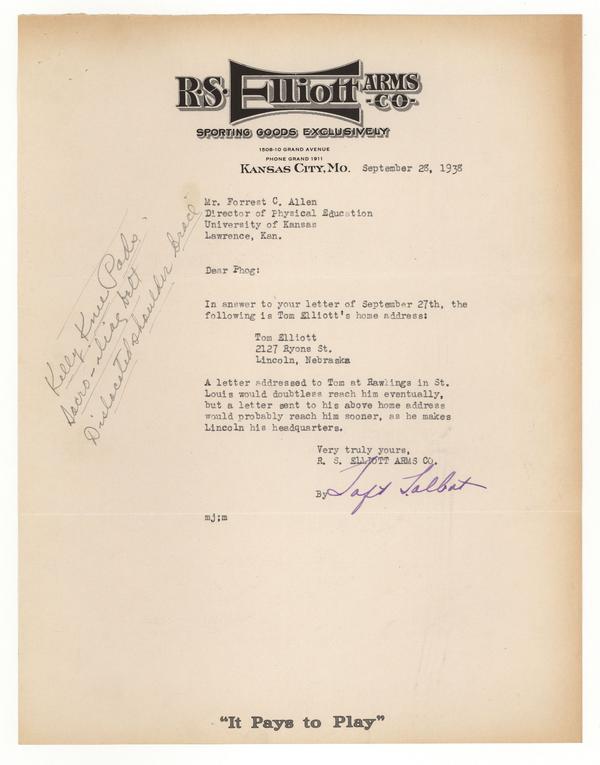 R·S· Elliott ARMS
-CO-
SPORTING GOODS EXCLUSIVELY
1508-10 GRAND AVENUE
PHONE GRAND 1911
KANSAS CITY, MO. September 28, 1938
Mr. Forrest C. Allen
Director of Physical Education
University of Kansas
Lawrence, Kan.
Dear Phog:
In answer to your letter of September 27th, the
following is Tom Elliott's home address:
Tom Elliott
2127 Ryons St.
Lincoln, Nebraska
A letter addressed to Tom at Rawlings in St.
Louis would doubtless reach him eventually,
but a letter sent to his above home address
would probably reach him sooner, as he makes
Lincoln his headquarters.
Very truly yours,
R. S. ELLIOTT ARMS CO.
By Taft Talbot
mj;m
Kelly Knee Pads.
Sacro-iliac belt
Dislocated shoulder brace
"It Pays to Play"